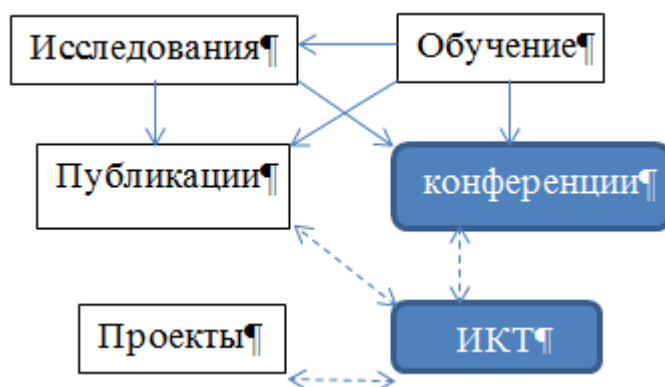 Исследования¶
Обучение¶
Публикации¶
конференции¶
Проекты¶
ИКТ¶